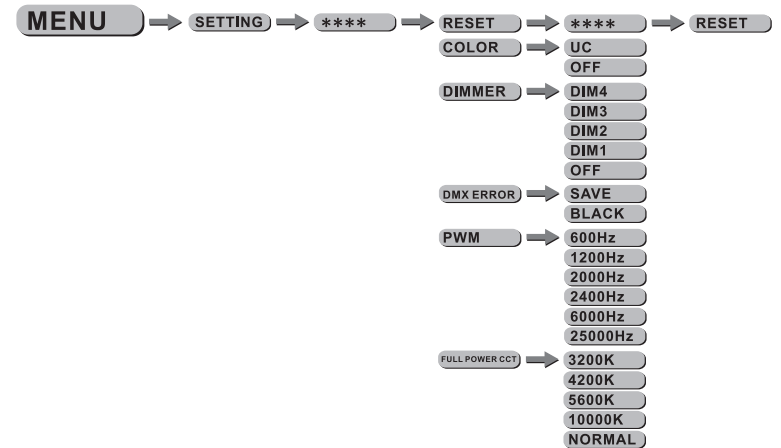 MENU SETTING **** RESET **** RESET
COLOR UC
OFF
DIMMER DIM4
DIM3
DIM2
DIM1
OFF
DMX ERROR SAVE
BLACK
PWM 600Hz
1200Hz
2000Hz
2400Hz
6000Hz
25000Hz
FULL POWER CCT 3200K
4200K
5600K
10000K
NORMAL